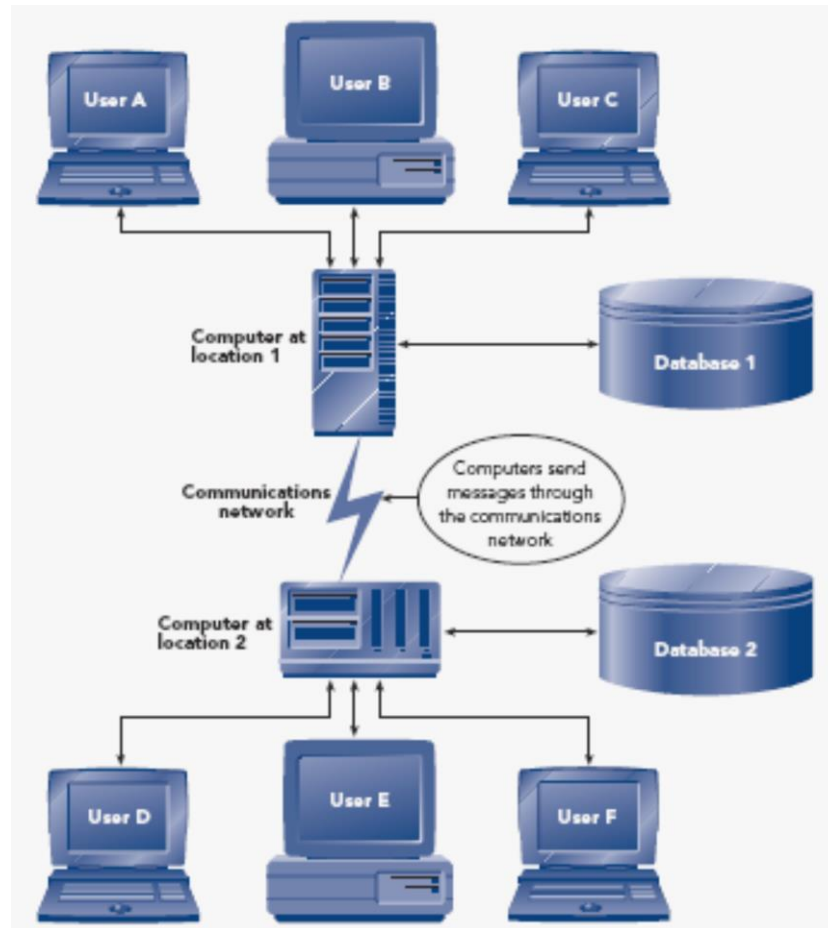 User A
User B
User C
Computer at
location 1
Database 1
Communications
network
Computers send
messages through
the communications
network
Computer at
location 2
Database 2
User D
User E
User F